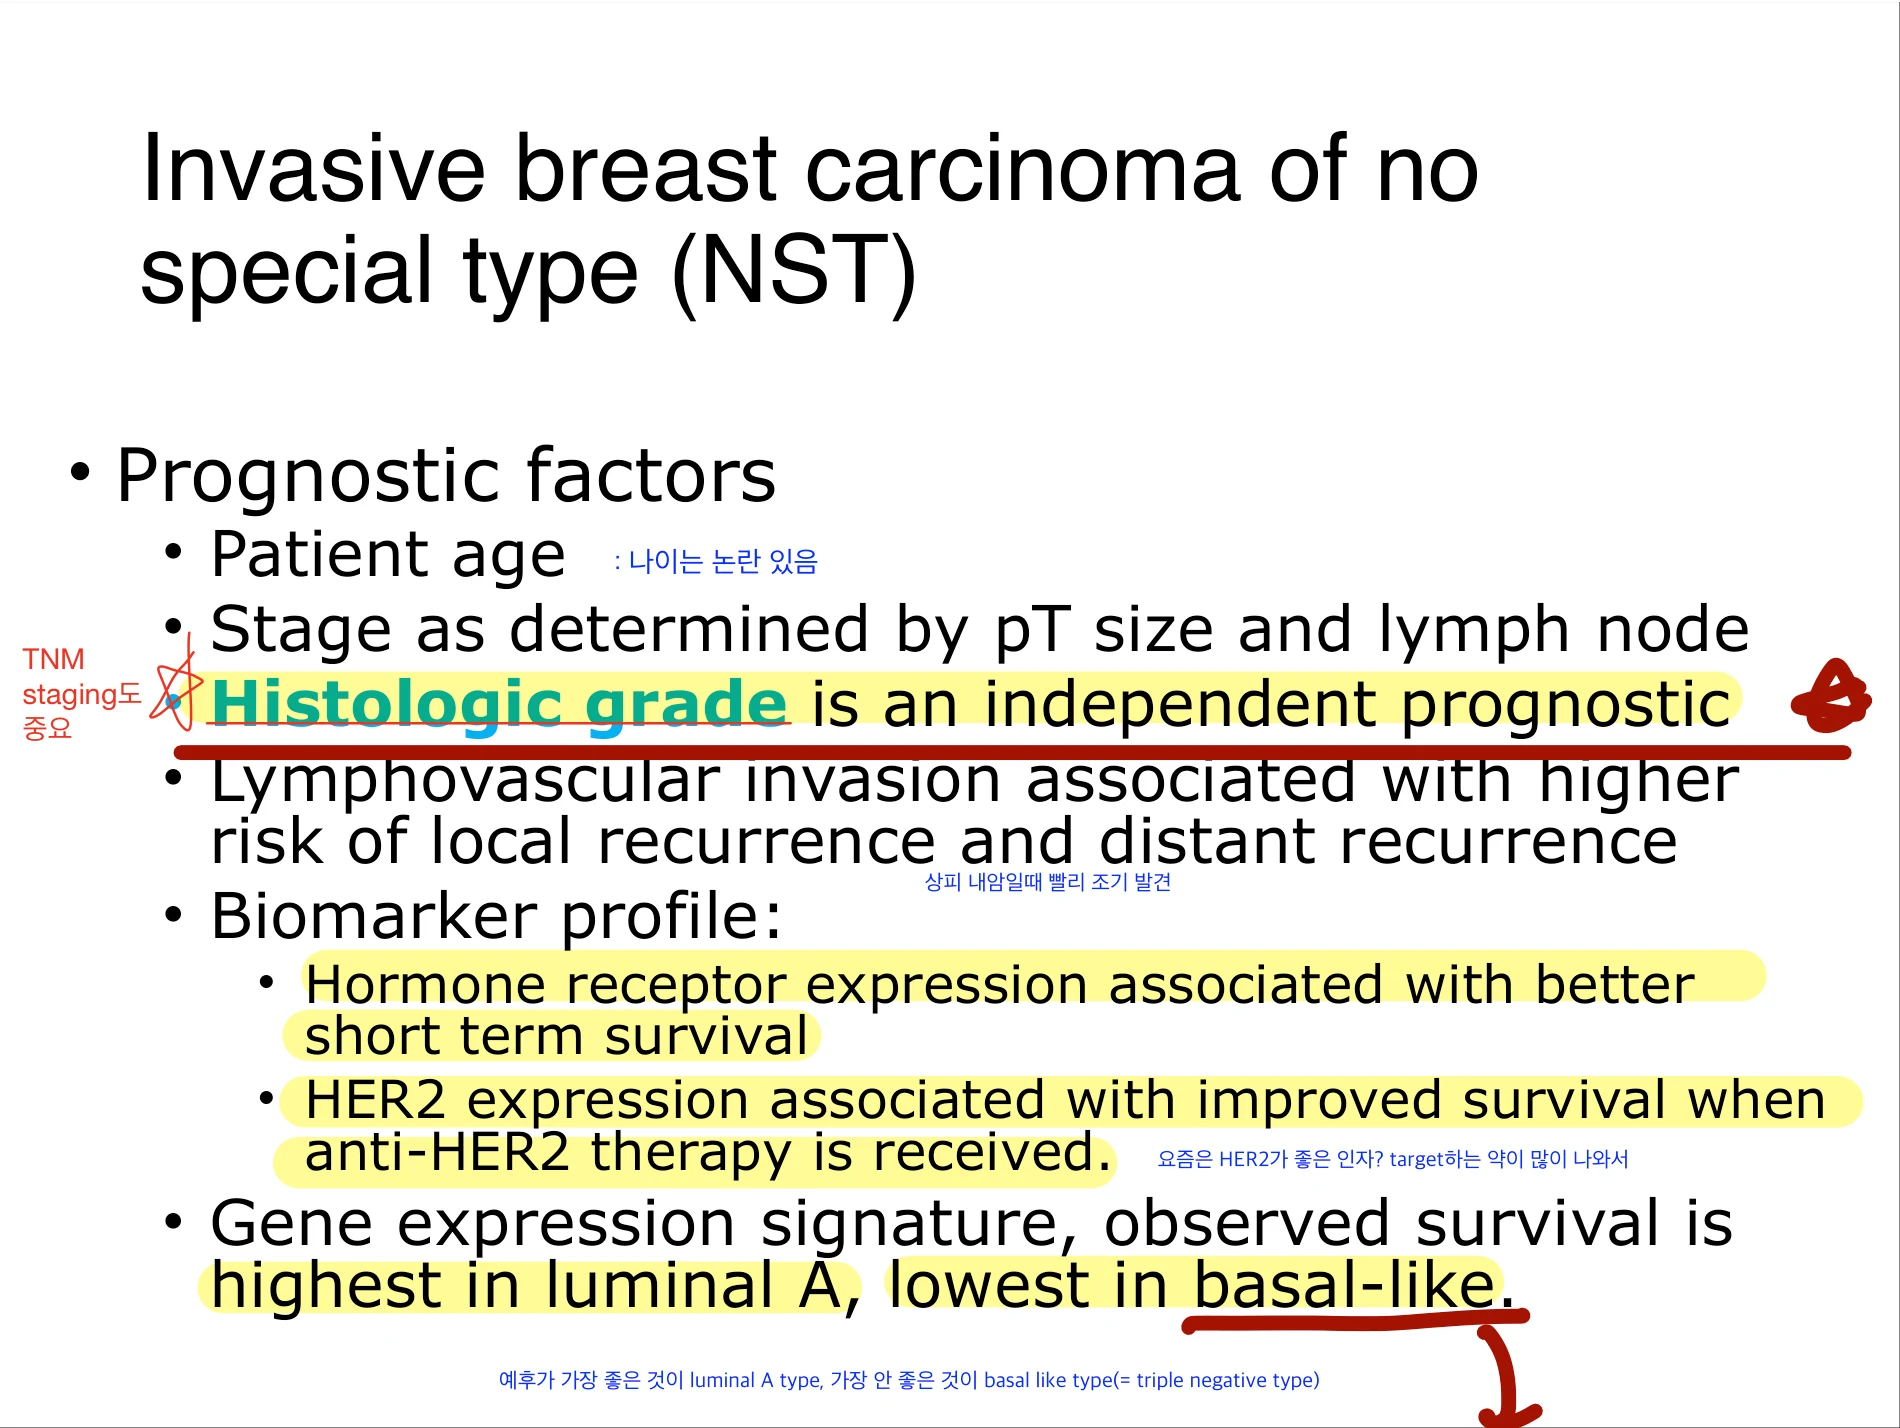 Invasive breast carcinoma of no
special type (NST)
• Prognostic factors
• Patient age : 나이는 논란 있음
• Stage as determined by pT size and lymph node
TNM
staging도
중요
• Histologic grade is an independent prognostic
• Lymphovascular invasion associated with higher
risk of local recurrence and distant recurrence
상피 내암일때 빨리 조기 발견
• Biomarker profile:
• Hormone receptor expression associated with better
short term survival
• HER2 expression associated with improved survival when
anti-HER2 therapy is received. 요즘은 HER2가 좋은 인자? target하는 약이 많이 나와서
• Gene expression signature, observed survival is
highest in luminal A, lowest in basal-like.
예후가 가장 좋은 것이 luminal A type, 가장 안 좋은 것이 basal like type(= triple negative type)